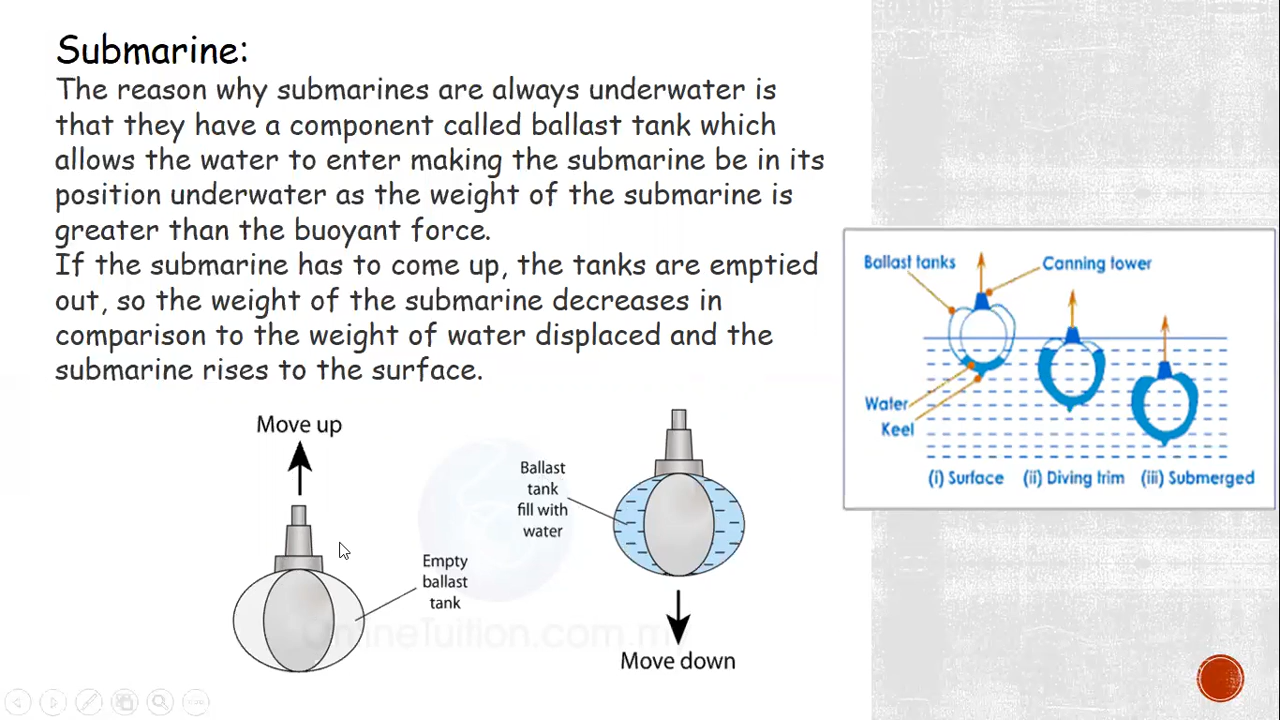 Submarine:
The reason why submarines are always underwater is
that they have a component called ballast tank which
allows the water to enter making the submarine be in its
position underwater as the weight of the submarine is
greater than the buoyant force.
If the submarine has to come up, the tanks are emptied
out, so the weight of the submarine decreases in
comparison to the weight of water displaced and the
submarine rises to the surface.
Move up
Empty
ballast
tank
Ballast
tank
fill with
water
Move down
Ballast tanks
Canning tower
Water
Keel
(i) Surface
(ii) Diving trim
(iii) Submerged